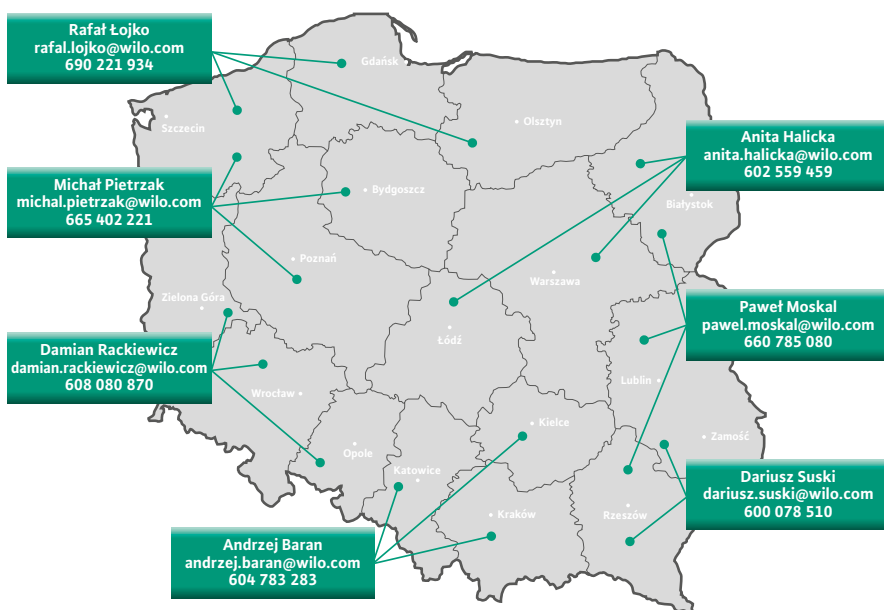 Rafał Łojko
rafal.lojko@wilo.com
690 221 934
Gdańsk
Szczecin
Olsztyn
Anita Halicka
anita.halicka@wilo.com
602 559 459
Michał Pietrzak
michal.pietrzak@wilo.com
665 402 221
Bydgoszcz
Białystok
Poznań
Warszawa
Zielona Góra
Paweł Moskal
pawel.moskal@wilo.com
660 785 080
Łódź
Damian Rackiewicz
damian.rackiewicz@wilo.com
608 080 870
Wrocław
Lublin
Kielce
Zamość
Opole
Katowice
Dariusz Suski
dariusz.suski@wilo.com
600 078 510
Kraków
Rzeszów
Andrzej Baran
andrzej.baran@wilo.com
604 783 283